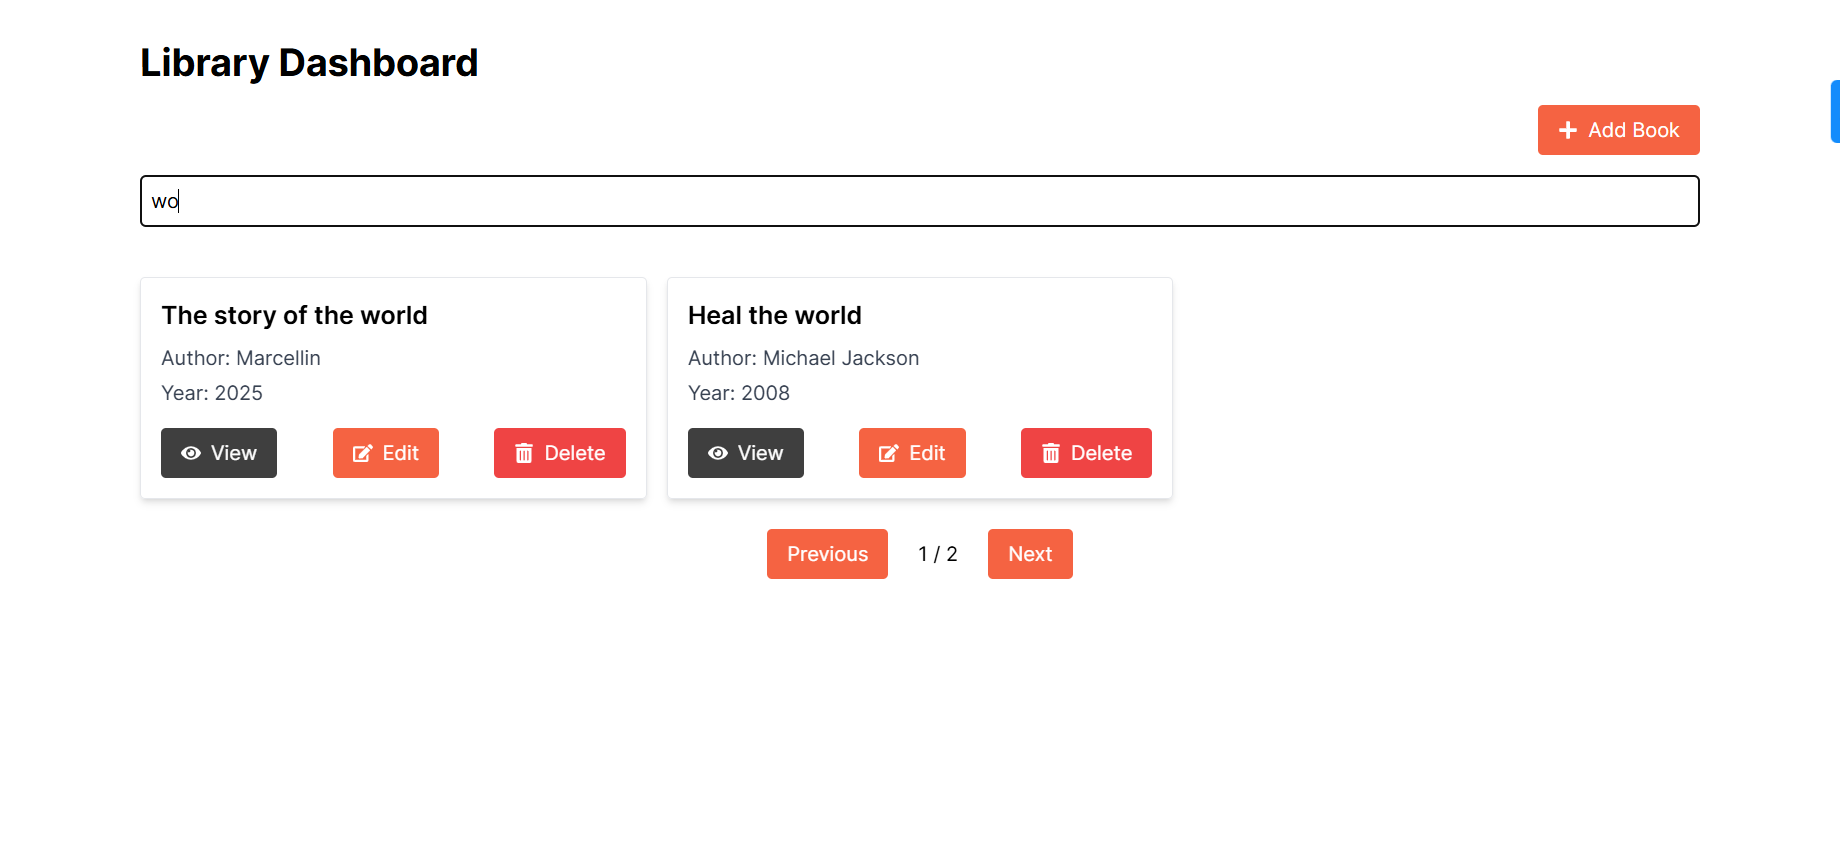 Library Dashboard
Add Book
wo
The story of the world
Author: Marcellin
Year: 2025
View Edit Delete
Heal the world
Author: Michael Jackson
Year: 2008
View Edit Delete
Previous 1 / 2 Next